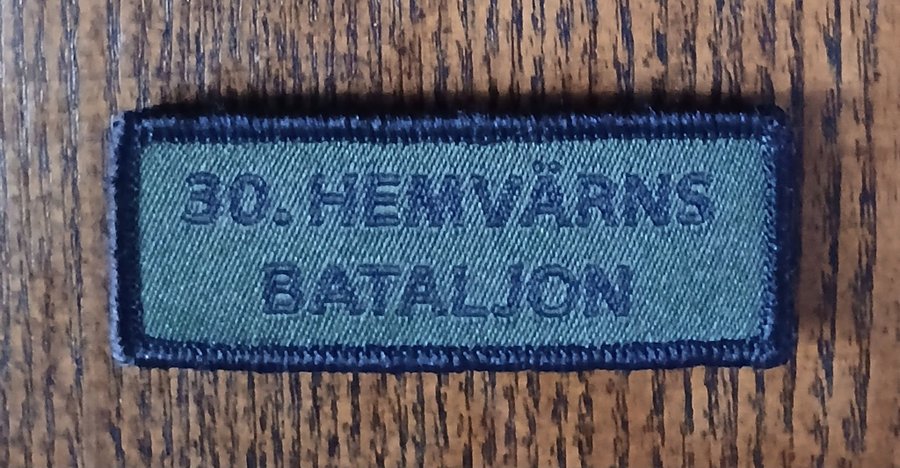 30. HEMVÄRNS
BATALJON